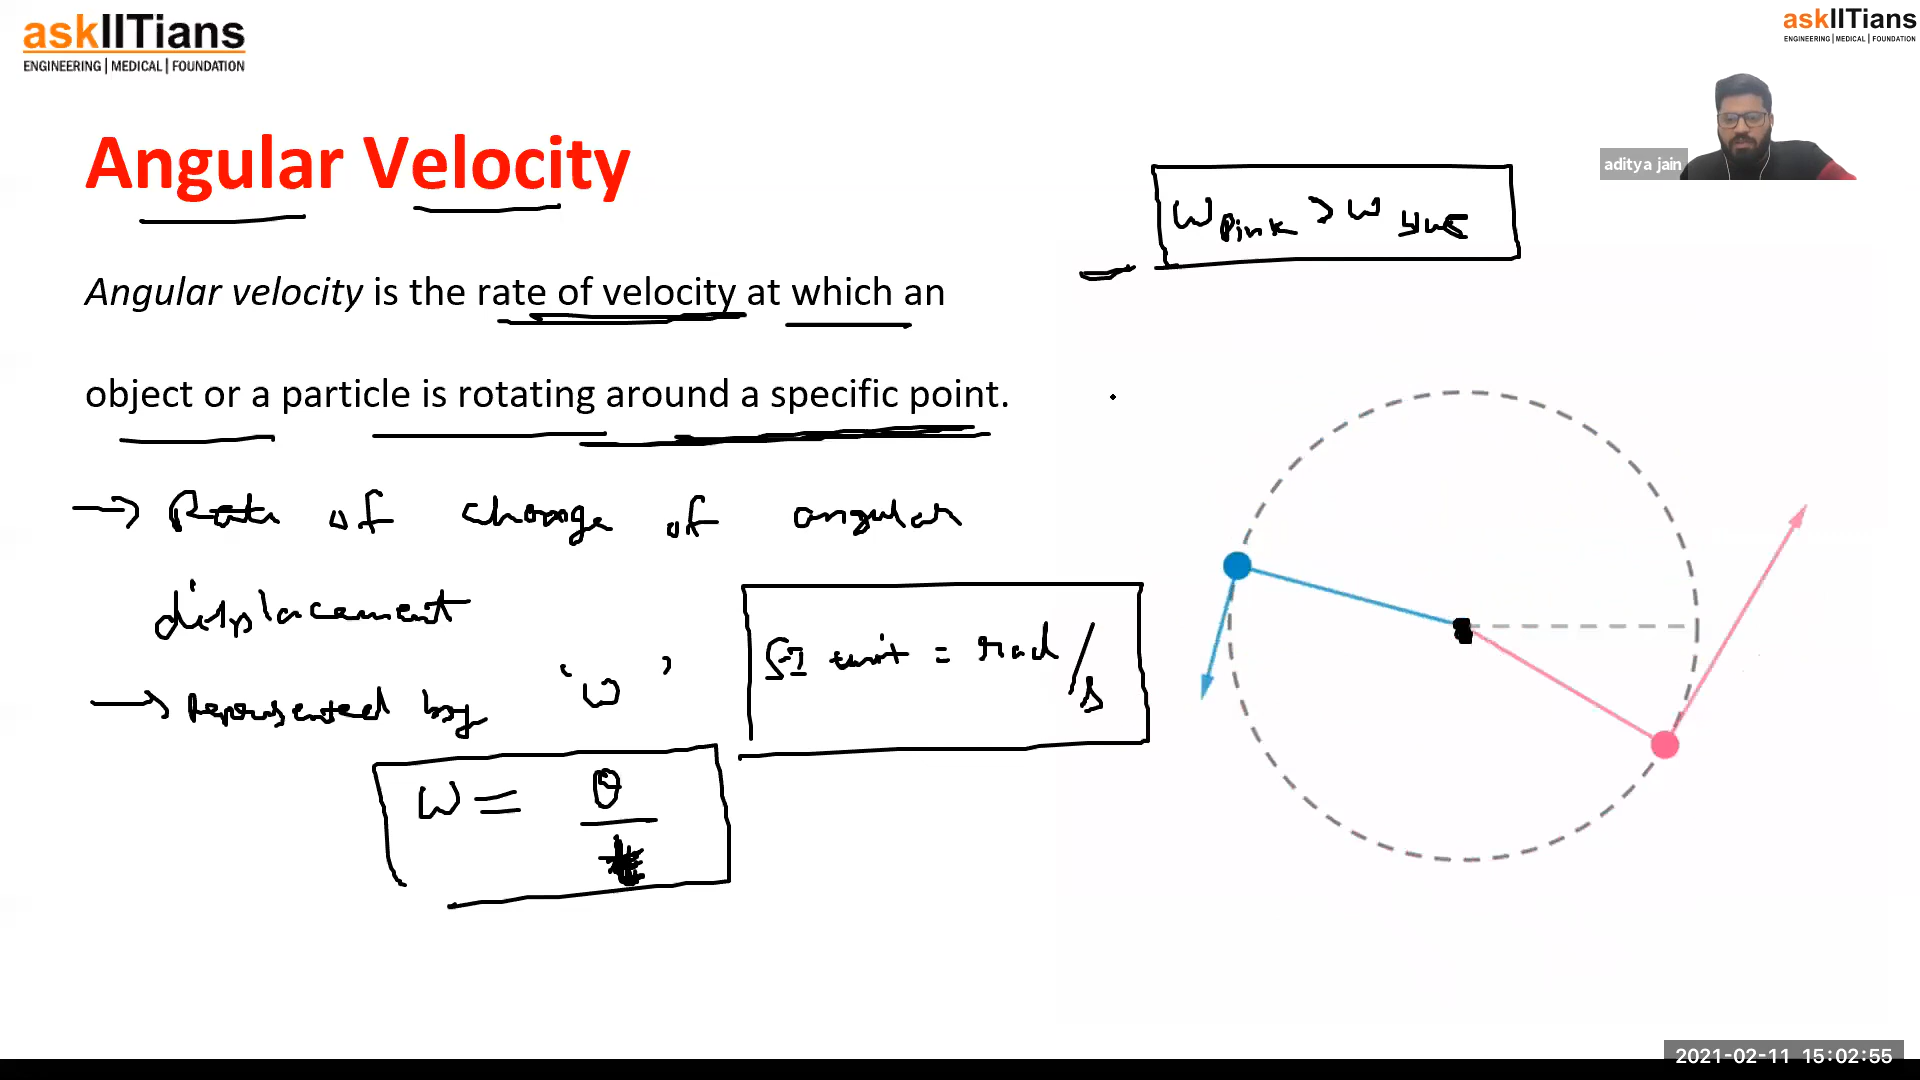 askIITians
ENGEERING | MEDICAL | FOUNDATION
askIITians
ENGINEERING | MEDICAL | FOUNDATION
aditya jain
Angular Velocity
ω Pink > ω
Angular velocity is the rate of velocity at which an
object or a particle is rotating around a specific point.
→ Rate of change of angular
displacement
→ Represented by 'ω'
SI unit = rad/s
ω = θ/t
2021-02-11 15:02:55